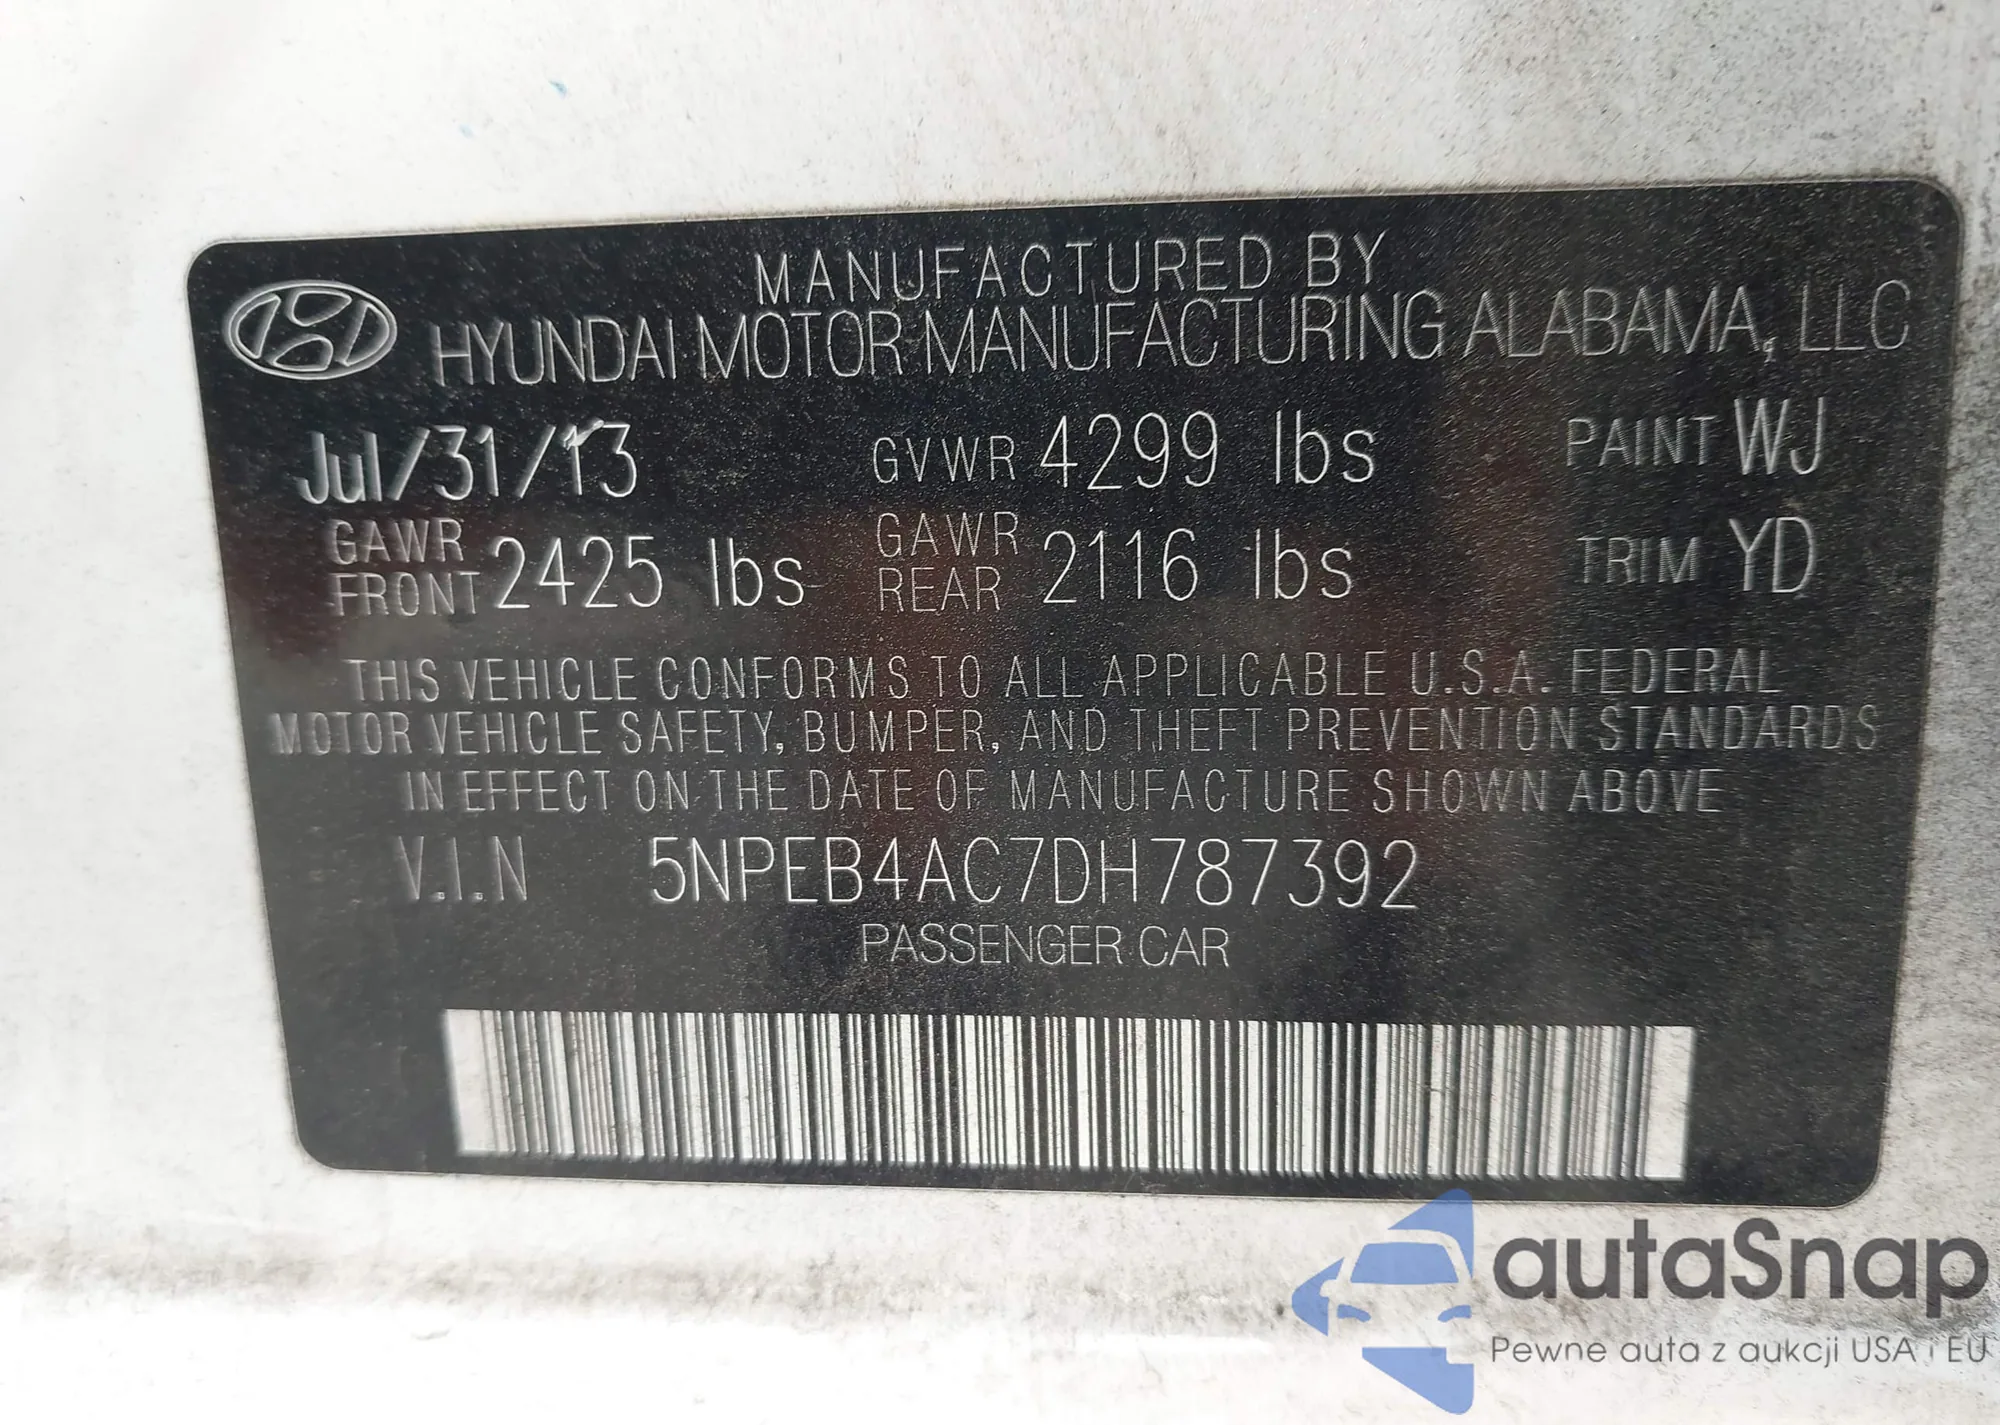 MANUFACTURED BY
HYUNDAI MOTOR MANUFACTURING ALABAMA, LLC
Jul/31/13 GVWR 4299 lbs PAINT WJ
GAWR FRONT 2425 lbs GAWR REAR 2116 lbs TRIM YD
THIS VEHICLE CONFORMS TO ALL APPLICABLE U.S.A. FEDERAL
MOTOR VEHICLE SAFETY, BUMPER, AND THEFT PREVENTION STANDARDS
IN EFFECT ON THE DATE OF MANUFACTURE SHOWN ABOVE
V.I.N 5NPEB4AC7DH787392
PASSENGER CAR
autaSnap
Pewne auta z aukcji USA i EU